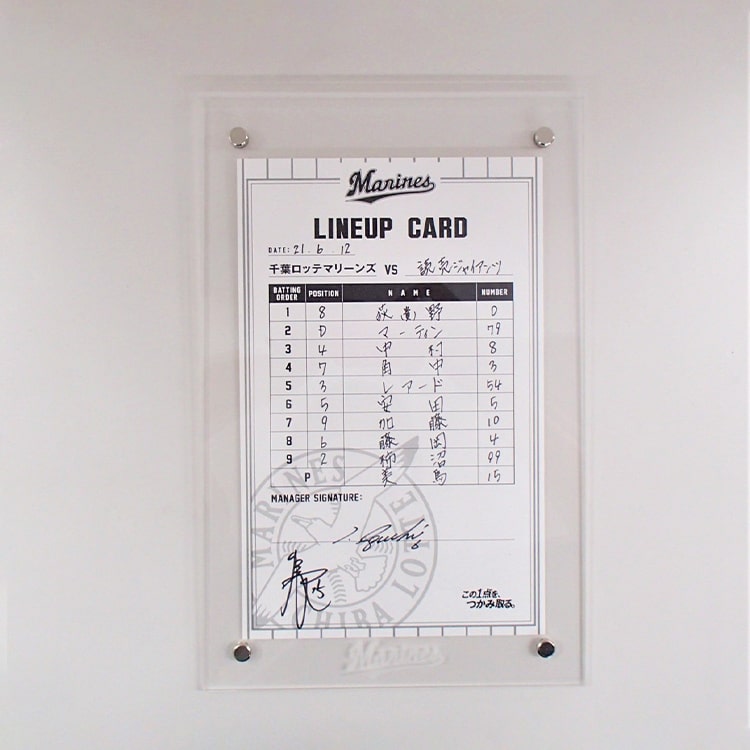 Marines
LINEUP CARD
DATE: 21. 6. 12
千葉ロッテマリーンズ VS 読売ジャイアンツ
BATTING ORDER POSITION NAME NUMBER
1 8 荻貴野 0
2 D マーティン 79
3 4 中村 8
4 7 角中 3
5 3 レアード 54
6 5 安田 5
7 9 加藤 10
8 6 藤岡 4
9 2 柿沼 99
P 美馬 15
MANAGER SIGNATURE:
MARINES
CHIBA LOTTE
この1点を、
つかみ取る。
Marines